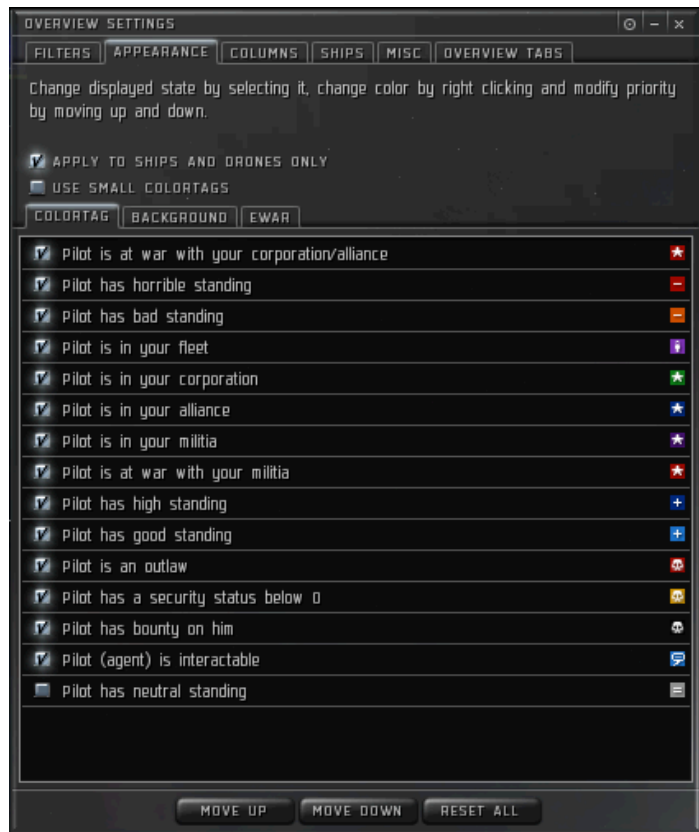 OVERVIEW SETTINGS
FILTERS APPEARANCE COLUMNS SHIPS MISC OVERVIEW TABS
Change displayed state by selecting it, change color by right clicking and modify priority
by moving up and down.
APPLY TO SHIPS AND DRONES ONLY
USE SMALL COLORTAGS
COLORTAG BACKGROUND EWAR
Pilot is at war with your corporation/alliance
Pilot has horrible standing
Pilot has bad standing
Pilot is in your fleet
Pilot is in your corporation
Pilot is in your alliance
Pilot is in your militia
Pilot is at war with your militia
Pilot has high standing
Pilot has good standing
Pilot is an outlaw
Pilot has a security status below 0
Pilot has bounty on him
Pilot (agent) is interactable
Pilot has neutral standing
MOVE UP MOVE DOWN RESET ALL